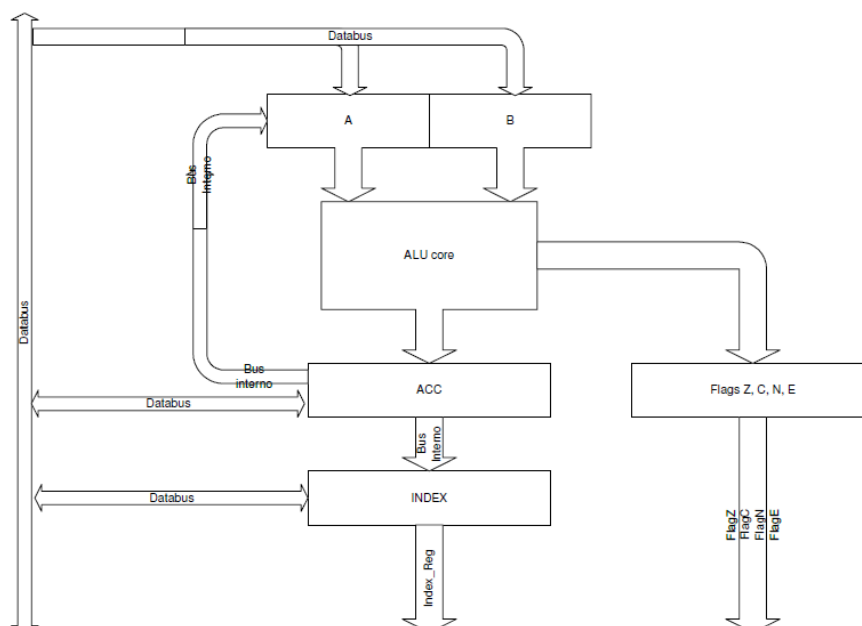 Databus
A
B
Bus
Interno
ALU core
Databus
Bus
interno
ACC
Flags Z, C, N, E
Databus
Bus
Interno
Databus
INDEX
FlagZ
FlagC
FlagN
FlagE
Index_Reg